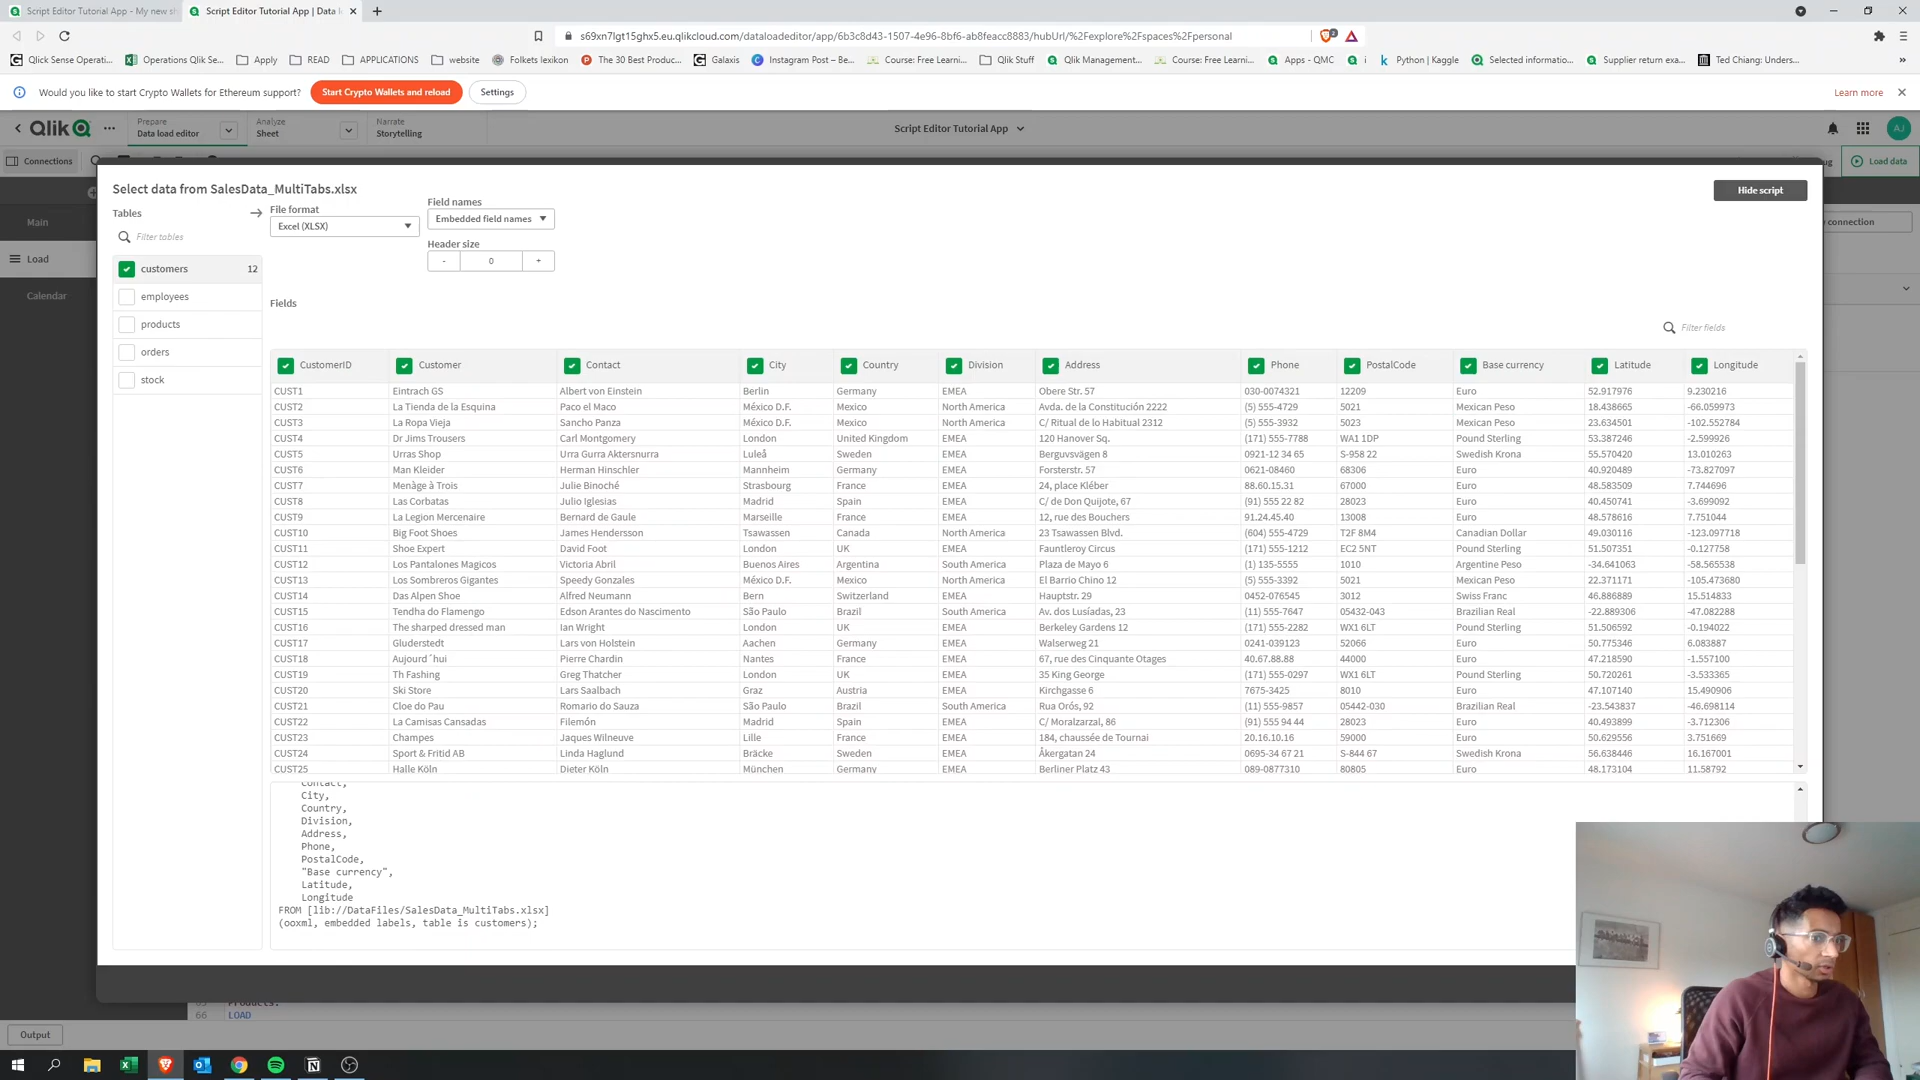 Script Editor Tutorial App - My new sh
Script Editor Tutorial App | Data l
s69xn7lgt15ghx5.eu.qlikcloud.com/dataloadeditor/app/6b3c8d43-1507-4e96-8bf6-ab8feacc8883/hubUrl/%2Fexplore%2Fspaces%2Fpersonal
Qlick Sense Operati... Operations Qlik Se... Apply READ APPLICATIONS website Folkets lexikon The 30 Best Produc... Galaxis Instagram Post – Be... Course: Free Learni... Qlik Stuff Qlik Management... Course: Free Learni... Apps - QMC i Python | Kaggle Selected informatio... Supplier return exa... Ted Chiang: Unders...
Would you like to start Crypto Wallets for Ethereum support? Start Crypto Wallets and reload Settings Learn more
Qlik
Prepare
Data load editor
Analyze
Sheet
Narrate
Storytelling
Script Editor Tutorial App
AJ
Connections
Load data
Main
Load
Calendar
Select data from SalesData_MultiTabs.xlsx
Hide script
Tables
Filter tables
customers 12
employees
products
orders
stock
File format
Excel (XLSX)
Field names
Embedded field names
Header size
- 0 +
Fields
Filter fields
CustomerID Customer Contact City Country Division Address Phone PostalCode Base currency Latitude Longitude
CUST1 Eintrach GS Albert von Einstein Berlin Germany EMEA Obere Str. 57 030-0074321 12209 Euro 52.917976 9.230216
CUST2 La Tienda de la Esquina Paco el Maco México D.F. Mexico North America Avda. de la Constitución 2222 (5) 555-4729 5021 Mexican Peso 18.438665 -66.059973
CUST3 La Ropa Vieja Sancho Panza México D.F. Mexico North America C/ Ritual de lo Habitual 2312 (5) 555-3932 5023 Mexican Peso 23.634501 -102.552784
CUST4 Dr Jims Trousers Carl Montgomery London United Kingdom EMEA 120 Hanover Sq. (171) 555-7788 WA1 1DP Pound Sterling 53.387246 -2.599926
CUST5 Urras Shop Urra Gurra Aktersnurra Luleå Sweden EMEA Berguvsvägen 8 0921-12 34 65 S-958 22 Swedish Krona 55.570420 13.010263
CUST6 Man Kleider Herman Hinschler Mannheim Germany EMEA Forsterstr. 57 0621-08460 68306 Euro 40.920489 -73.827097
CUST7 Menàge à Trois Julie Binoché Strasbourg France EMEA 24, place Kléber 88.60.15.31 67000 Euro 48.583509 7.744696
CUST8 Las Corbatas Julio Iglesias Madrid Spain EMEA C/ de Don Quijote, 67 (91) 555 22 82 28023 Euro 40.450741 -3.699092
CUST9 La Legion Mercenaire Bernard de Gaule Marseille France EMEA 12, rue des Bouchers 91.24.45.40 13008 Euro 48.578616 7.751044
CUST10 Big Foot Shoes James Hendersson Tsawassen Canada North America 23 Tsawassen Blvd. (604) 555-4729 T2F 8M4 Canadian Dollar 49.030116 -123.097718
CUST11 Shoe Expert David Foot London UK EMEA Fauntleroy Circus (171) 555-1212 EC2 5NT Pound Sterling 51.507351 -0.127758
CUST12 Los Pantalones Magicos Victoria Abril Buenos Aires Argentina South America Plaza de Mayo 6 (1) 135-5555 1010 Argentine Peso -34.641063 -58.565538
CUST13 Los Sombreros Gigantes Speedy Gonzales México D.F. Mexico North America El Barrio Chino 12 (5) 555-3392 5021 Mexican Peso 22.371171 -105.473680
CUST14 Das Alpen Shoe Alfred Neumann Bern Switzerland EMEA Hauptstr. 29 0452-076545 3012 Swiss Franc 46.886889 15.514833
CUST15 Tendha do Flamengo Edson Arantes do Nascimento São Paulo Brazil South America Av. dos Lusíadas, 23 (11) 555-7647 05432-043 Brazilian Real -22.889306 -47.082288
CUST16 The sharped dressed man Ian Wright London UK EMEA Berkeley Gardens 12 (171) 555-2282 WX1 6LT Pound Sterling 51.506592 -0.194022
CUST17 Gluderstedt Lars von Holstein Aachen Germany EMEA Walserweg 21 0241-039123 52066 Euro 50.775346 6.083887
CUST18 Aujourd´hui Pierre Chardin Nantes France EMEA 67, rue des Cinquante Otages 40.67.88.88 44000 Euro 47.218590 -1.557100
CUST19 Th Fashing Greg Thatcher London UK EMEA 35 King George (171) 555-0297 WX1 6LT Pound Sterling 50.720261 -3.533365
CUST20 Ski Store Lars Saalbach Graz Austria EMEA Kirchgasse 6 7675-3425 8010 Euro 47.107140 15.490906
CUST21 Cloe do Pau Romario do Sauza São Paulo Brazil South America Rua Orós, 92 (11) 555-9857 05442-030 Brazilian Real -23.543837 -46.698114
CUST22 La Camisas Cansadas Filemón Madrid Spain EMEA C/ Moralzarzal, 86 (91) 555 94 44 28023 Euro 40.493899 -3.712306
CUST23 Champes Jaques Wilneuve Lille France EMEA 184, chaussée de Tournai 20.16.10.16 59000 Euro 50.629556 3.751669
CUST24 Sport & Fritid AB Linda Haglund Bräcke Sweden EMEA Åkergatan 24 0695-34 67 21 S-844 67 Swedish Krona 56.638446 16.167001
CUST25 Halle Köln Dieter Köln München Germany EMEA Berliner Platz 43 089-0877310 80805 Euro 48.173104 11.58792
Contact,
City,
Country,
Division,
Address,
Phone,
PostalCode,
"Base currency",
Latitude,
Longitude
FROM [lib://DataFiles/SalesData_MultiTabs.xlsx]
(ooxml, embedded labels, table is customers);
Products:
66 LOAD
Output